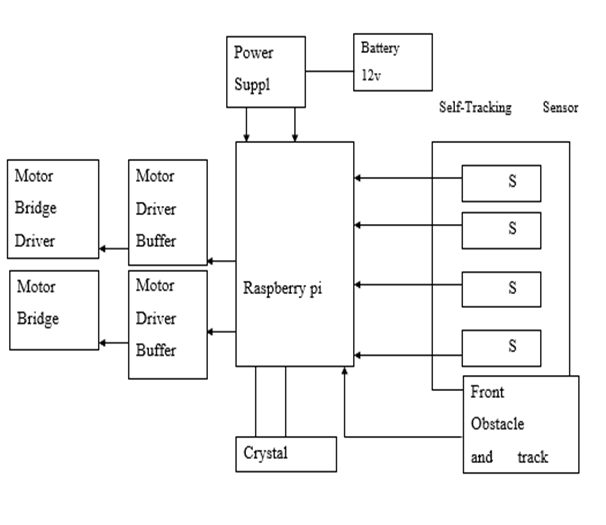 Power
Suppl
Battery
12v
Self-Tracking Sensor
Motor
Bridge
Driver
Motor
Driver
Buffer
S
S
S
S
Raspberry pi
Motor
Bridge
Motor
Driver
Buffer
Front
Obstacle
and track
Crystal